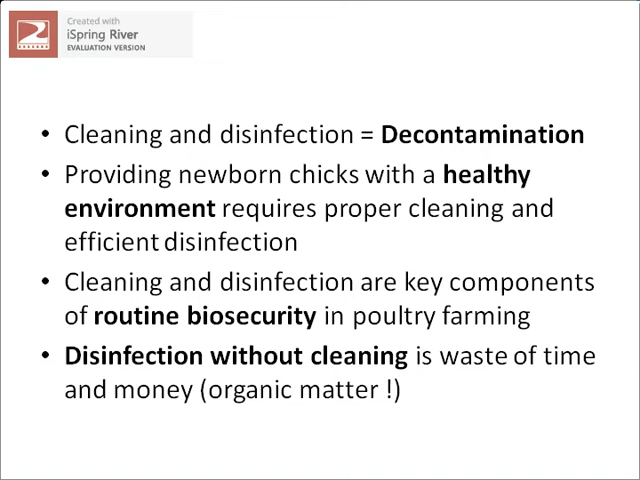 Created with
iSpring River
EVALUATION VERSION
• Cleaning and disinfection = Decontamination
• Providing newborn chicks with a healthy
environment requires proper cleaning and
efficient disinfection
• Cleaning and disinfection are key components
of routine biosecurity in poultry farming
• Disinfection without cleaning is waste of time
and money (organic matter !)